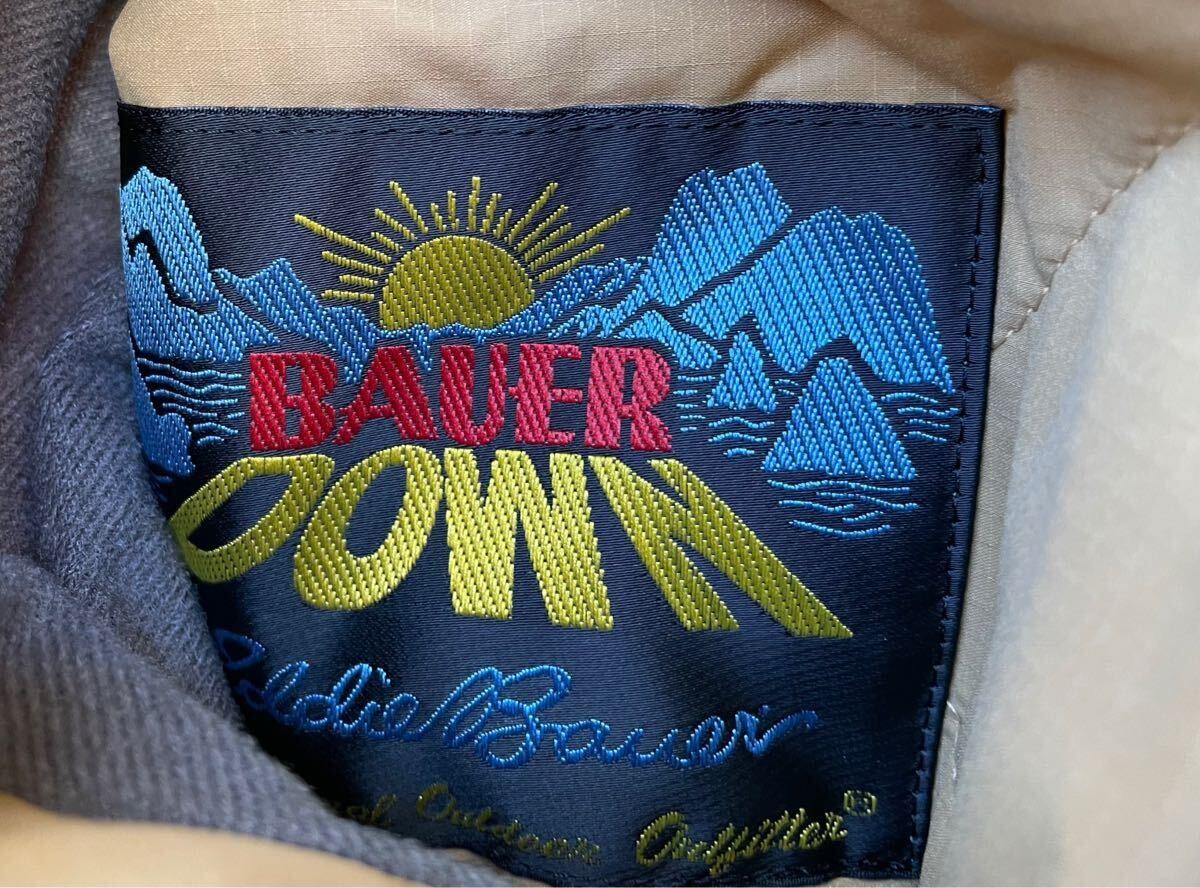 BAUER
DOWN
Eddie Bauer
Outdoor Outfitter®